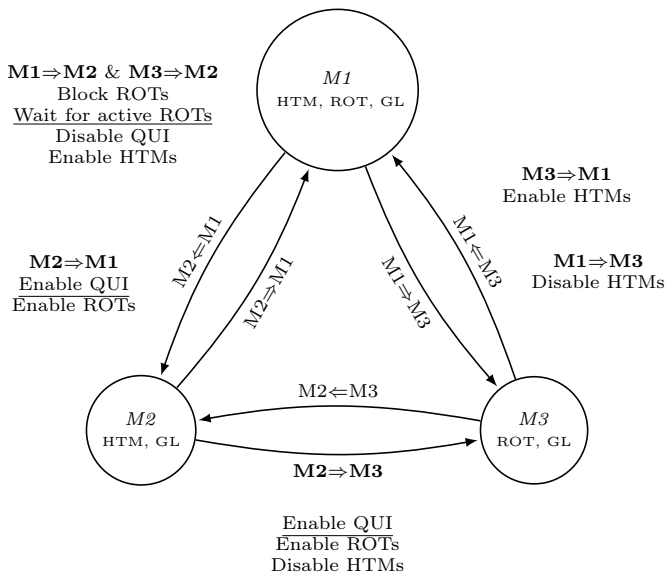 M1
HTM, ROT, GL
M1⇒M2 & M3⇒M2
Block ROTs
Wait for active ROTs
Disable QUI
Enable HTMs
M3⇒M1
Enable HTMs
M2⇐M1
M2⇒M1
M1⇒M3
M1⇐M3
M2⇒M1
Enable QUI
Enable ROTs
M1⇒M3
Disable HTMs
M2
HTM, GL
M2⇐M3
M2⇒M3
M3
ROT, GL
Enable QUI
Enable ROTs
Disable HTMs